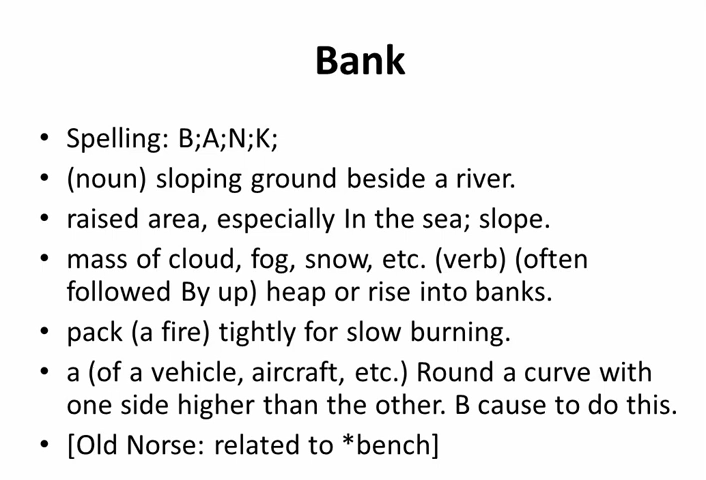 Bank
• Spelling: B;A;N;K;
• (noun) sloping ground beside a river.
• raised area, especially In the sea; slope.
• mass of cloud, fog, snow, etc. (verb) (often
followed By up) heap or rise into banks.
• pack (a fire) tightly for slow burning.
• a (of a vehicle, aircraft, etc.) Round a curve with
one side higher than the other. B cause to do this.
• [Old Norse: related to *bench]